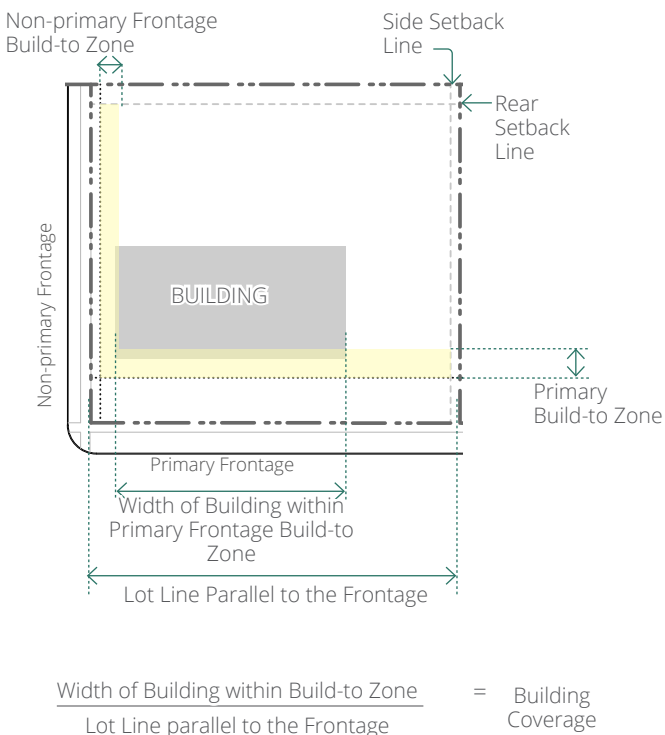 Non-primary Frontage
Build-to Zone
Side Setback
Line
Rear
Setback
Line
Non-primary Frontage
BUILDING
Primary
Build-to Zone
Primary Frontage
Width of Building within
Primary Frontage Build-to
Zone
Lot Line Parallel to the Frontage
Width of Building within Build-to Zone
Lot Line parallel to the Frontage
= Building
Coverage